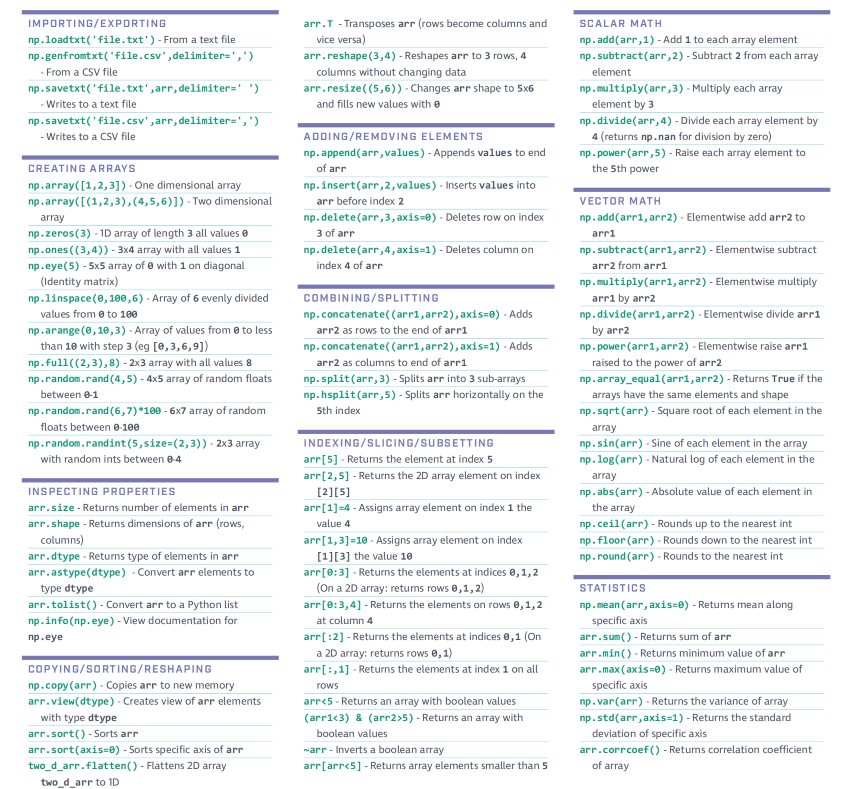 IMPORTING/EXPORTING
np.loadtxt('file.txt') - From a text file
np.genfromtxt('file.csv',delimiter=',')
- From a CSV file
np.savetxt('file.txt',arr,delimiter=' ')
- Writes to a text file
np.savetxt('file.csv',arr,delimiter=',')
- Writes to a CSV file
CREATING ARRAYS
np.array([1,2,3]) - One dimensional array
np.array([(1,2,3),(4,5,6)]) - Two dimensional
array
np.zeros(3) - 1D array of length 3 all values 0
np.ones((3,4)) - 3x4 array with all values 1
np.eye(5) - 5x5 array of 0 with 1 on diagonal
(Identity matrix)
np.linspace(0,100,6) - Array of 6 evenly divided
values from 0 to 100
np.arange(0,10,3) - Array of values from 0 to less
than 10 with step 3 (eg [0,3,6,9])
np.full((2,3),8) - 2x3 array with all values 8
np.random.rand(4,5) - 4x5 array of random floats
between 0-1
np.random.rand(6,7)*100 - 6x7 array of random
floats between 0-100
np.random.randint(5,size=(2,3)) - 2x3 array
with random ints between 0-4
INSPECTING PROPERTIES
arr.size - Returns number of elements in arr
arr.shape - Returns dimensions of arr (rows,
columns)
arr.dtype - Returns type of elements in arr
arr.astype(dtype) - Convert arr elements to
type dtype
arr.tolist() - Convert arr to a Python list
np.info(np.eye) - View documentation for
np.eye
COPYING/SORTING/RESHAPING
np.copy(arr) - Copies arr to new memory
arr.view(dtype) - Creates view of arr elements
with type dtype
arr.sort() - Sorts arr
arr.sort(axis=0) - Sorts specific axis of arr
two_d_arr.flatten() - Flattens 2D array
two_d_arr to 1D
arr.T - Transposes arr (rows become columns and
vice versa)
arr.reshape(3,4) - Reshapes arr to 3 rows, 4
columns without changing data
arr.resize((5,6)) - Changes arr shape to 5x6
and fills new values with 0
ADDING/REMOVING ELEMENTS
np.append(arr,values) - Appends values to end
of arr
np.insert(arr,2,values) - Inserts values into
arr before index 2
np.delete(arr,3,axis=0) - Deletes row on index
3 of arr
np.delete(arr,4,axis=1) - Deletes column on
index 4 of arr
COMBINING/SPLITTING
np.concatenate((arr1,arr2),axis=0) - Adds
arr2 as rows to the end of arr1
np.concatenate((arr1,arr2),axis=1) - Adds
arr2 as columns to end of arr1
np.split(arr,3) - Splits arr into 3 sub-arrays
np.hsplit(arr,5) - Splits arr horizontally on the
5th index
INDEXING/SLICING/SUBSETTING
arr[5] - Returns the element at index 5
arr[2,5] - Returns the 2D array element on index
[2][5]
arr[1]=4 - Assigns array element on index 1 the
value 4
arr[1,3]=10 - Assigns array element on index
[1][3] the value 10
arr[0:3] - Returns the elements at indices 0,1,2
(On a 2D array: returns rows 0,1,2)
arr[0:3,4] - Returns the elements on rows 0,1,2
at column 4
arr[:2] - Returns the elements at indices 0,1 (On
a 2D array: returns rows 0,1)
arr[:,1] - Returns the elements at index 1 on all
rows
arr<5 - Returns an array with boolean values
(arr1<3) & (arr2>5) - Returns an array with
boolean values
~arr - Inverts a boolean array
arr[arr<5] - Returns array elements smaller than 5
SCALAR MATH
np.add(arr,1) - Add 1 to each array element
np.subtract(arr,2) - Subtract 2 from each array
element
np.multiply(arr,3) - Multiply each array
element by 3
np.divide(arr,4) - Divide each array element by
4 (returns np.nan for division by zero)
np.power(arr,5) - Raise each array element to
the 5th power
VECTOR MATH
np.add(arr1,arr2) - Elementwise add arr2 to
arr1
np.subtract(arr1,arr2) - Elementwise subtract
arr2 from arr1
np.multiply(arr1,arr2) - Elementwise multiply
arr1 by arr2
np.divide(arr1,arr2) - Elementwise divide arr1
by arr2
np.power(arr1,arr2) - Elementwise raise arr1
raised to the power of arr2
np.array_equal(arr1,arr2) - Returns True if the
arrays have the same elements and shape
np.sqrt(arr) - Square root of each element in the
array
np.sin(arr) - Sine of each element in the array
np.log(arr) - Natural log of each element in the
array
np.abs(arr) - Absolute value of each element in
the array
np.ceil(arr) - Rounds up to the nearest int
np.floor(arr) - Rounds down to the nearest int
np.round(arr) - Rounds to the nearest int
STATISTICS
np.mean(arr,axis=0) - Returns mean along
specific axis
arr.sum() - Returns sum of arr
arr.min() - Returns minimum value of arr
arr.max(axis=0) - Returns maximum value of
specific axis
np.var(arr) - Returns the variance of array
np.std(arr,axis=1) - Returns the standard
deviation of specific axis
arr.corrcoef() - Returns correlation coefficient
of array